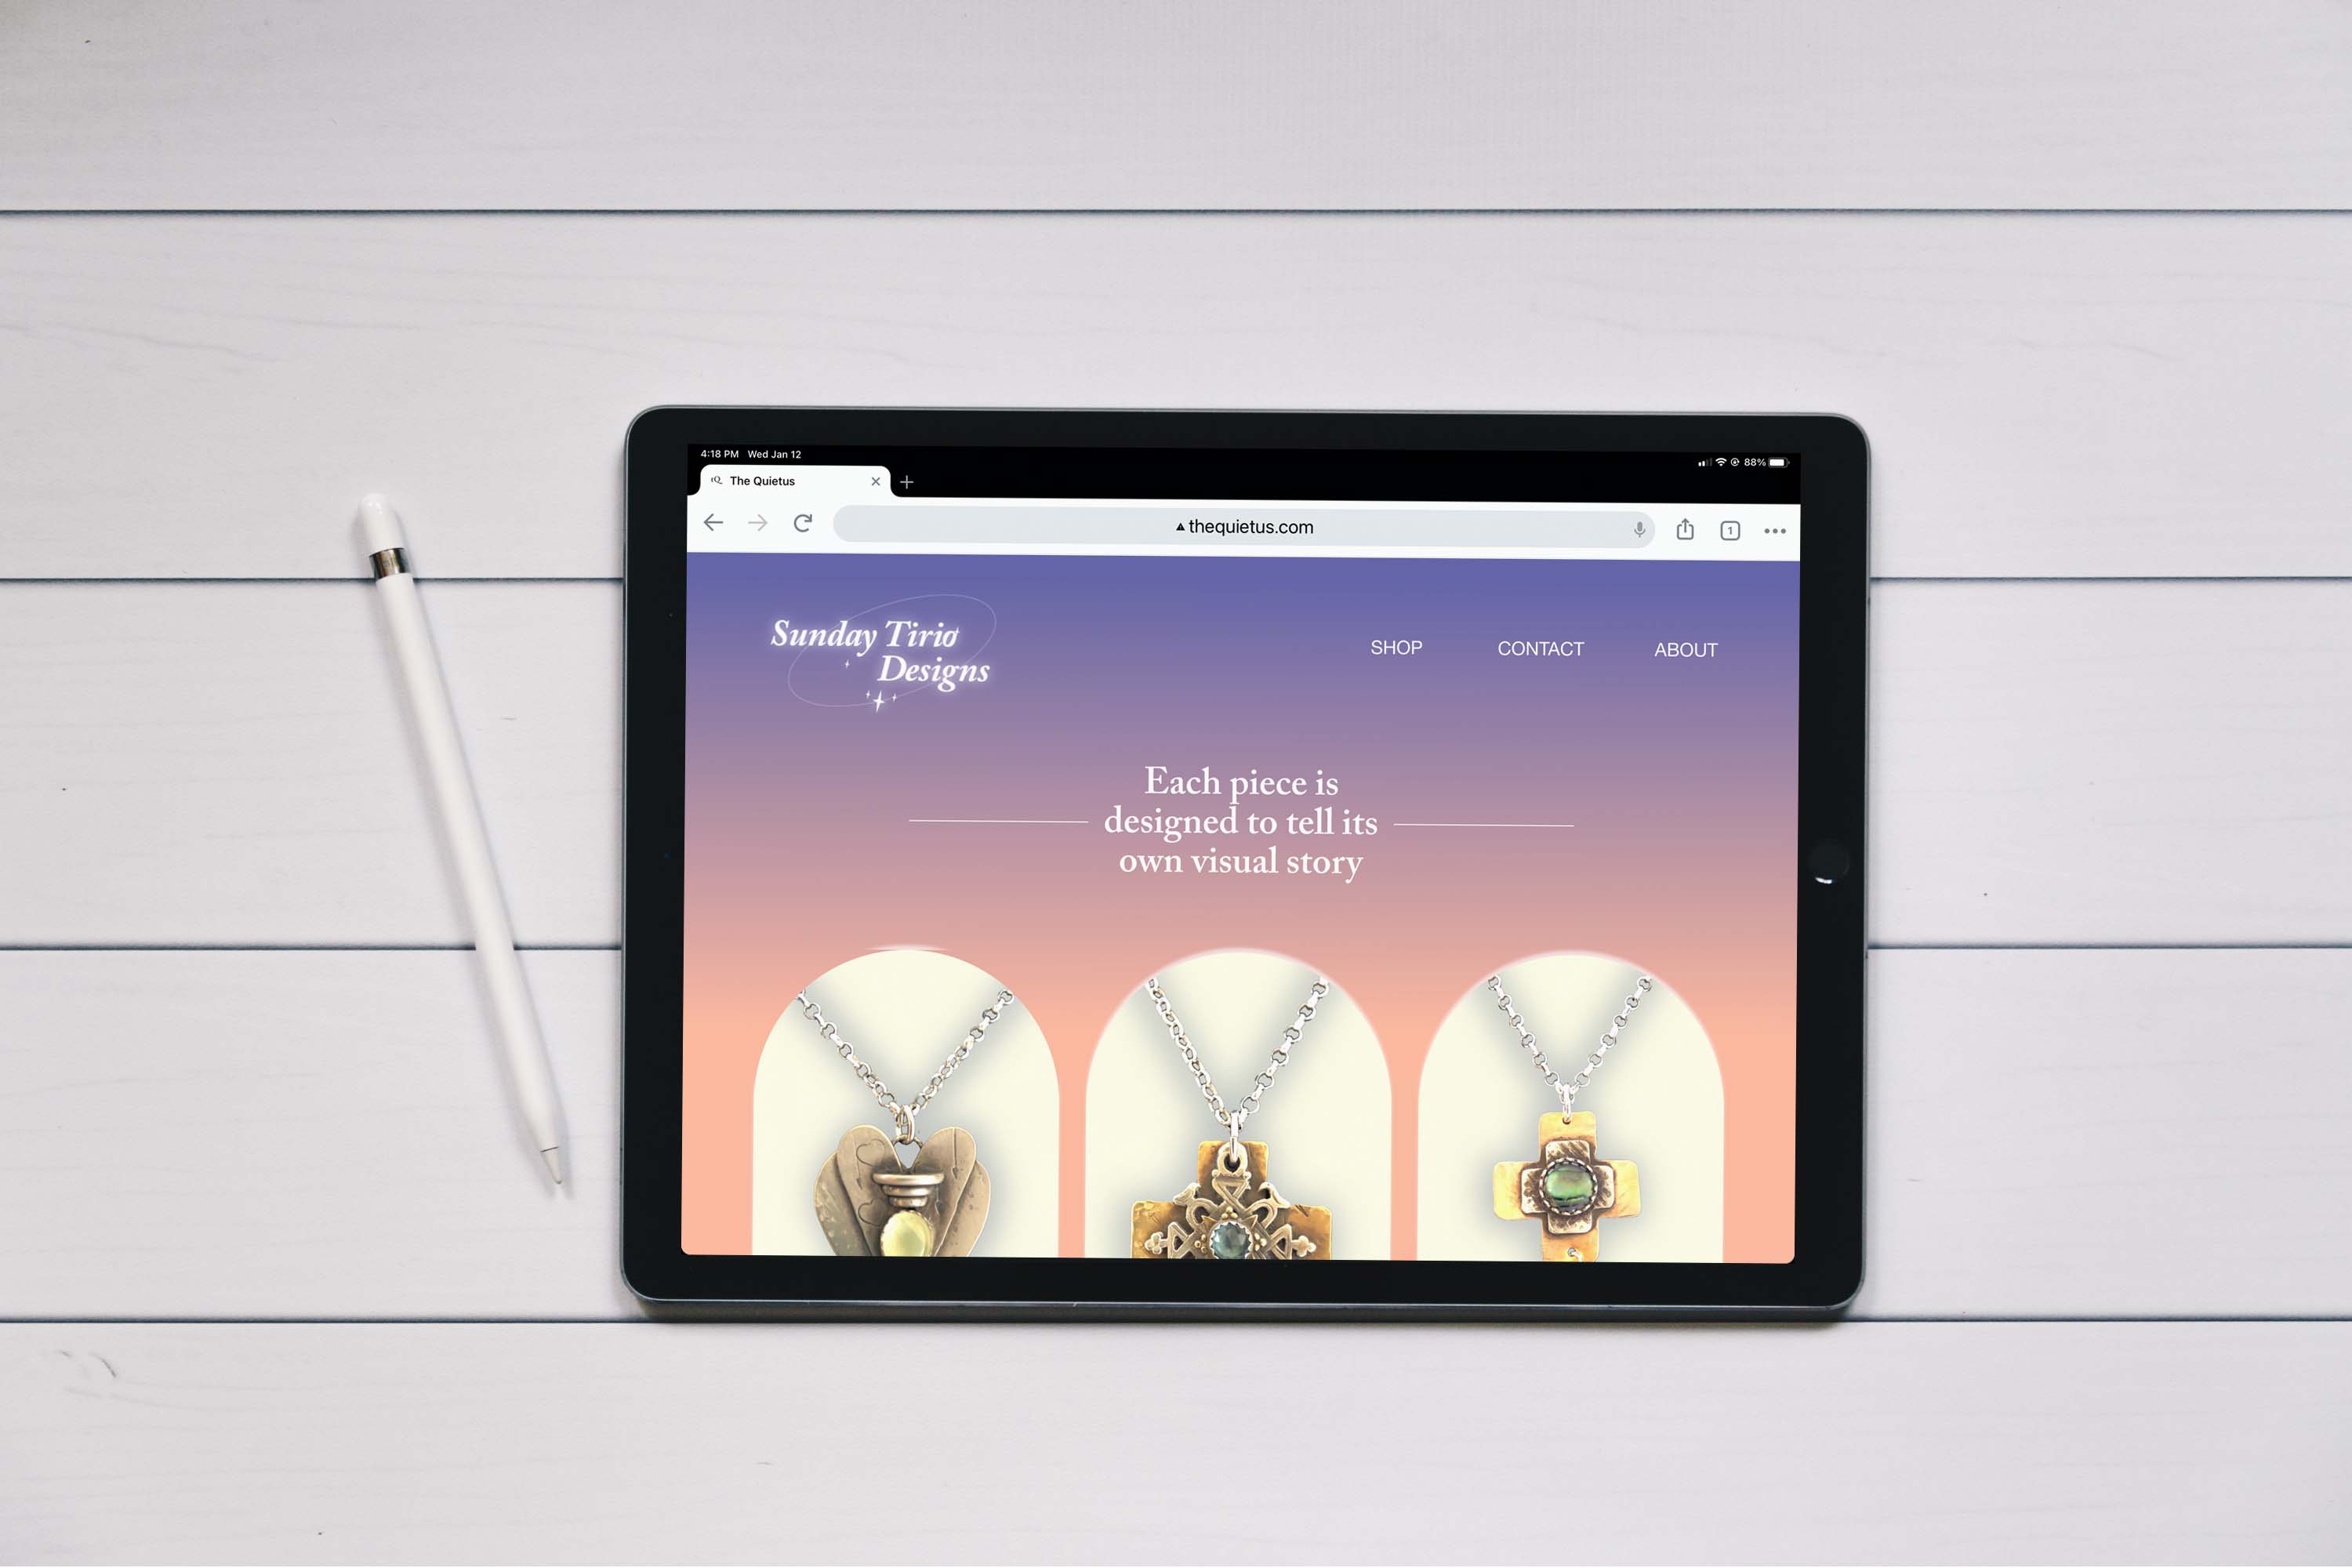 4:18 PM Wed Jan 12
88%
The Quietus
thequietus.com
1
Sunday Tirio
Designs
SHOP CONTACT ABOUT
Each piece is
designed to tell its
own visual story